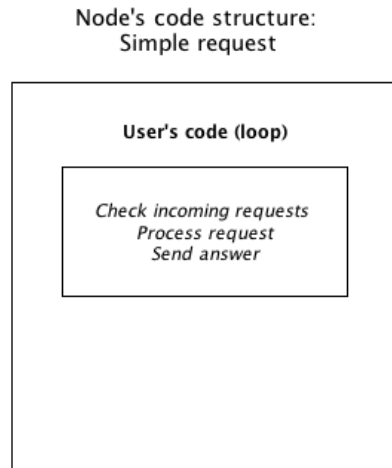 Node's code structure:
Simple request
User's code (loop)
Check incoming requests
Process request
Send answer